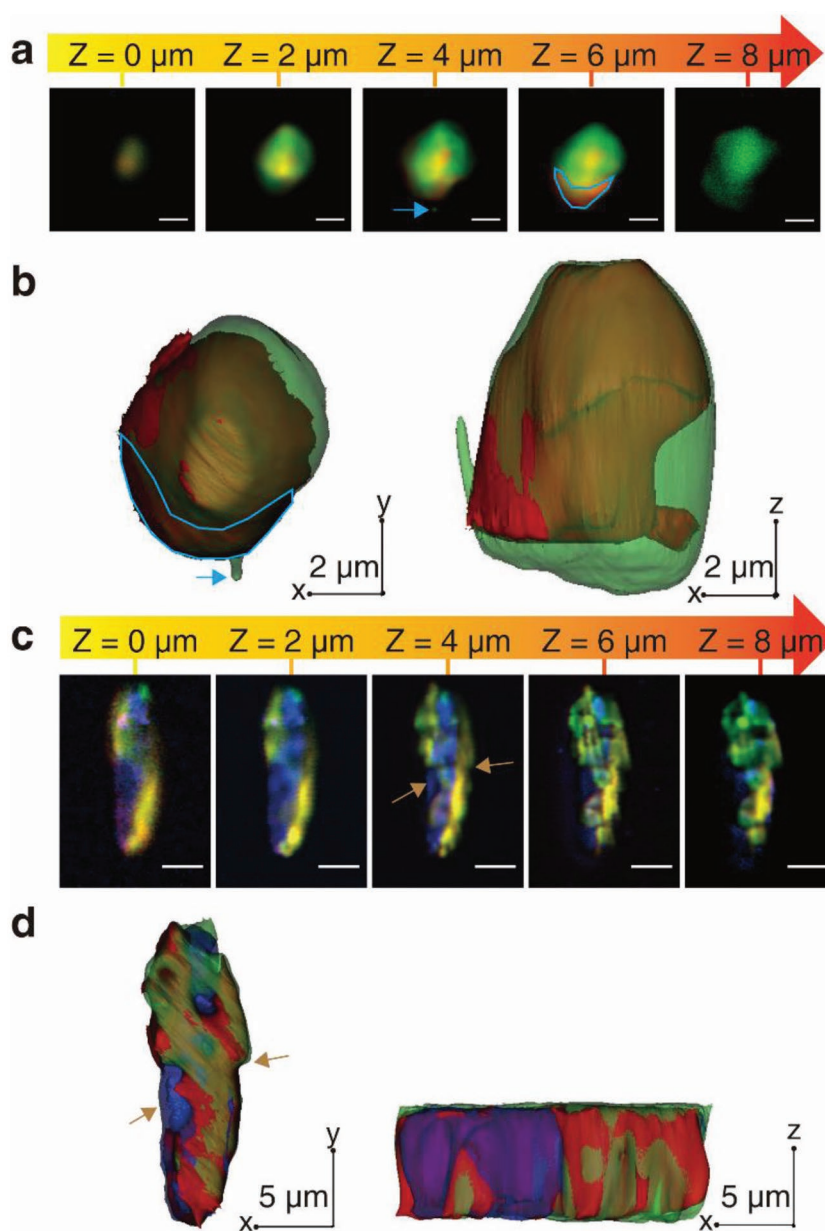 a
Z = 0 µm Z = 2 µm Z = 4 µm Z = 6 µm Z = 8 µm
b
y
x 2 µm
z
x 2 µm
c
Z = 0 µm Z = 2 µm Z = 4 µm Z = 6 µm Z = 8 µm
d
y
5 µm
x
z
5 µm
x